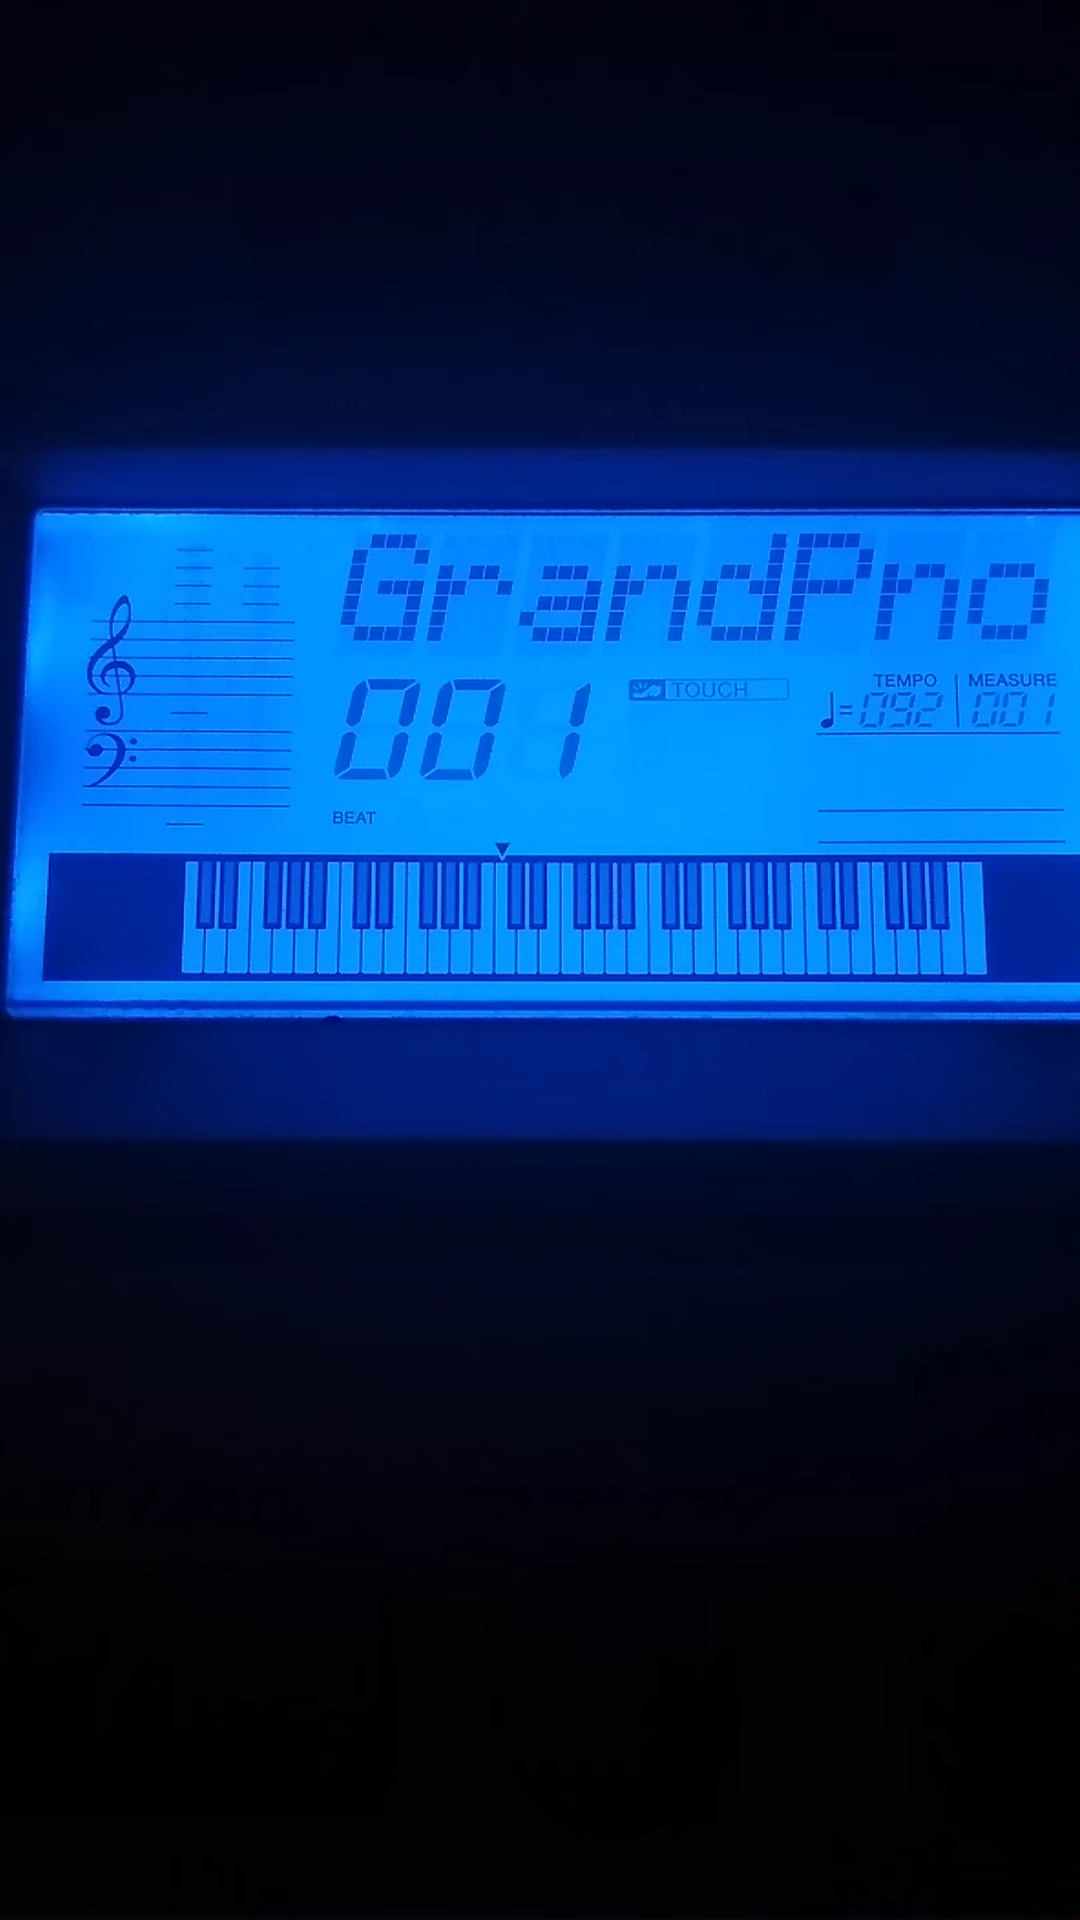 GrandPno
001 TOUCH TEMPO MEASURE
♩= 092 001
BEAT